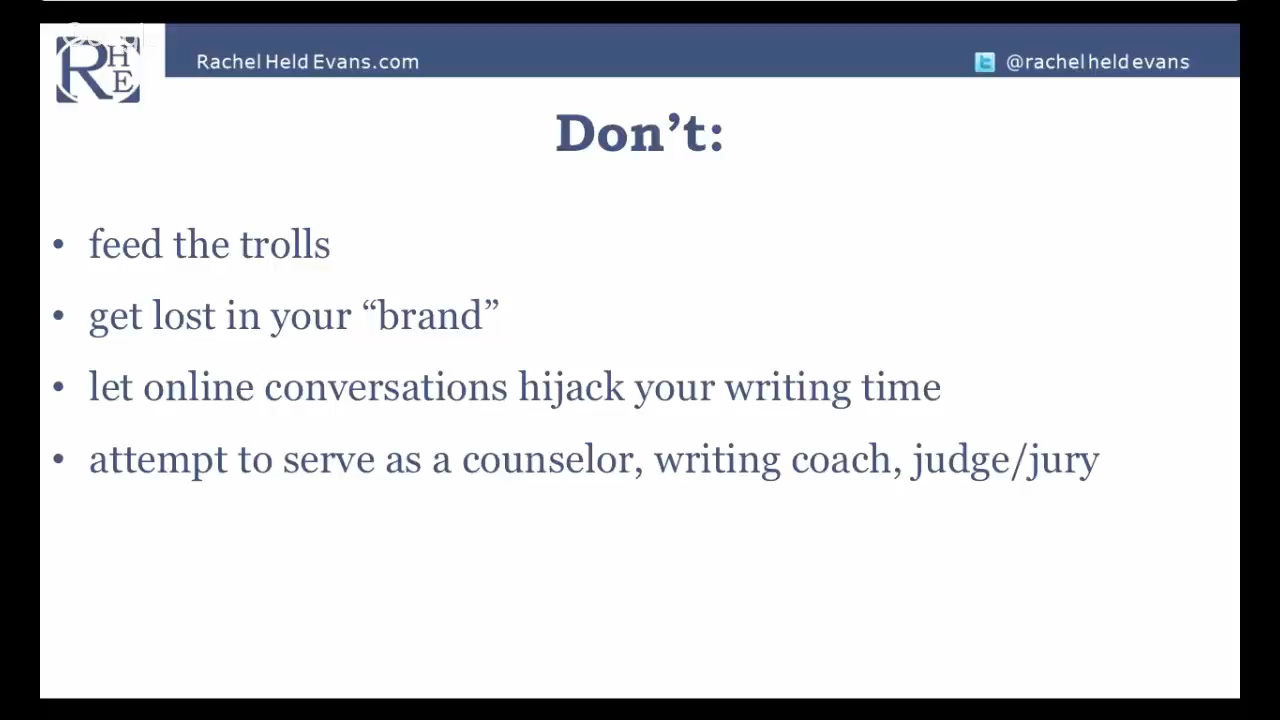 Google
RHE
Rachel Held Evans.com
@rachelheldevans
Don’t:
• feed the trolls
• get lost in your “brand”
• let online conversations hijack your writing time
• attempt to serve as a counselor, writing coach, judge/jury